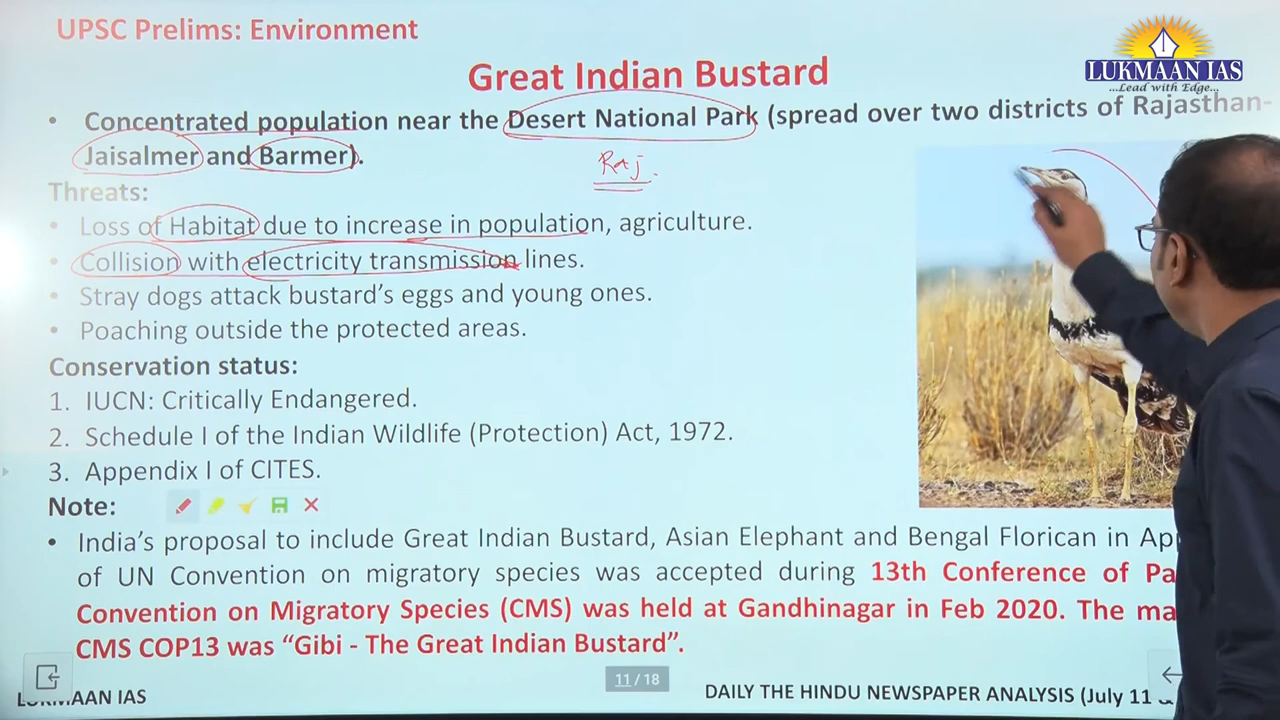 UPSC Prelims: Environment
LUKMAAN IAS
...Lead with Edge...
Great Indian Bustard
• Concentrated population near the Desert National Park (spread over two districts of Rajasthan-
Jaisalmer and Barmer).
Raj.
Threats:
• Loss of Habitat due to increase in population, agriculture.
• Collision with electricity transmission lines.
• Stray dogs attack bustard’s eggs and young ones.
• Poaching outside the protected areas.
Conservation status:
1. IUCN: Critically Endangered.
2. Schedule I of the Indian Wildlife (Protection) Act, 1972.
3. Appendix I of CITES.
Note:
• India’s proposal to include Great Indian Bustard, Asian Elephant and Bengal Florican in
of UN Convention on migratory species was accepted during 13th Conference of
Convention on Migratory Species (CMS) was held at Gandhinagar in Feb 2020. The
CMS COP13 was “Gibi - The Great Indian Bustard”.
11 / 18
LUKMAAN IAS
DAILY THE HINDU NEWSPAPER ANALYSIS (July 11